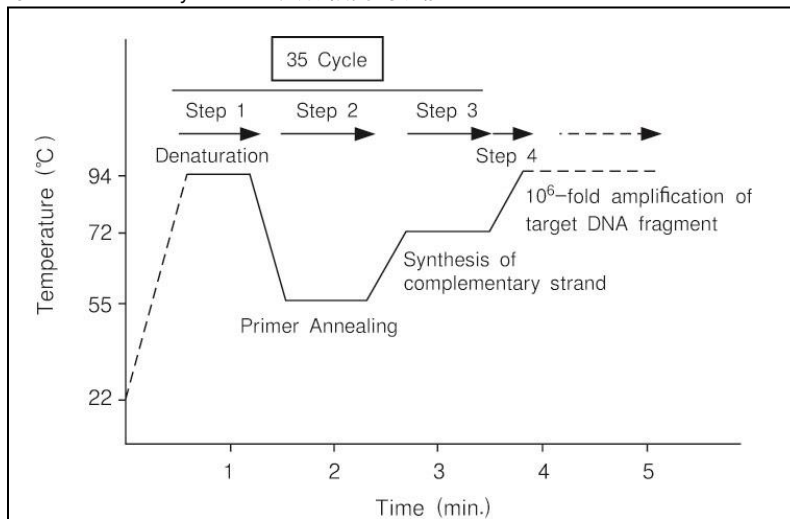 35 Cycle
Step 1
Step 2
Step 3
Step 4
Denaturation
10⁶-fold amplification of
target DNA fragment
Synthesis of
complementary strand
Primer Annealing
Temperature (℃)
94
72
55
22
1
2
3
4
5
Time (min.)